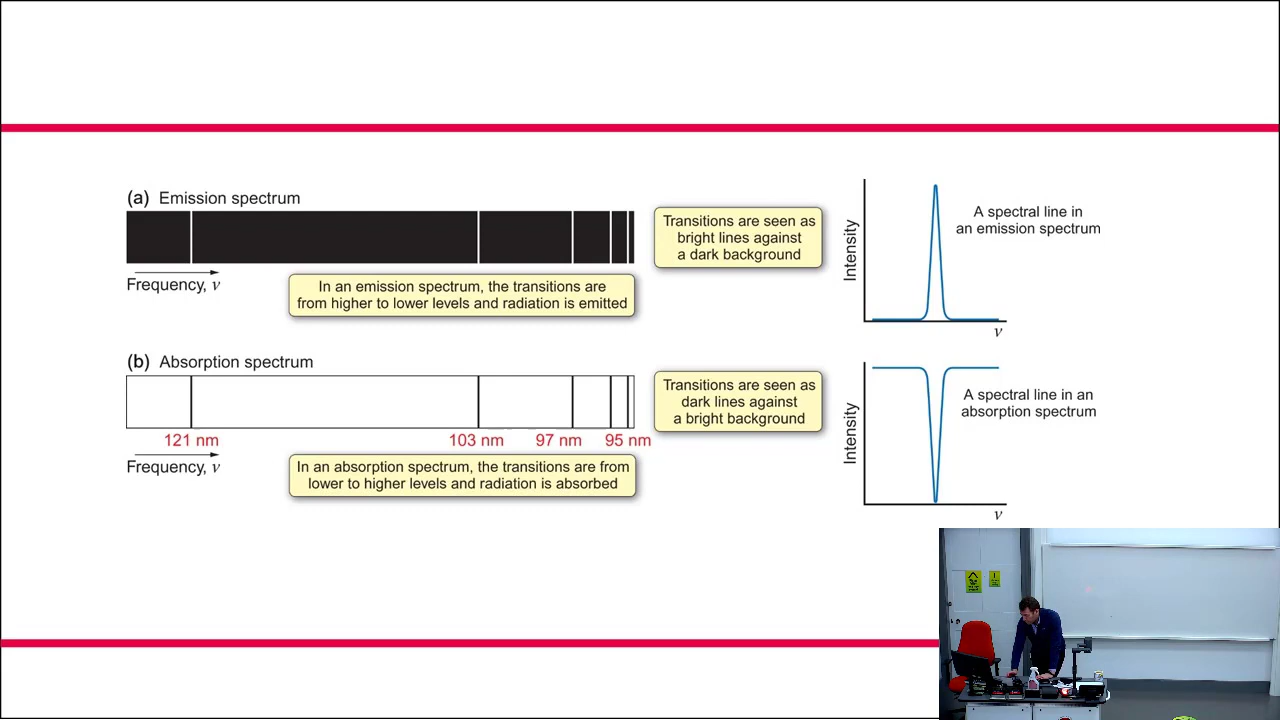 (a) Emission spectrum
Frequency, ν
In an emission spectrum, the transitions are
from higher to lower levels and radiation is emitted
Transitions are seen as
bright lines against
a dark background
Intensity
ν
A spectral line in
an emission spectrum
(b) Absorption spectrum
121 nm
103 nm
97 nm
95 nm
Frequency, ν
In an absorption spectrum, the transitions are from
lower to higher levels and radiation is absorbed
Transitions are seen as
dark lines against
a bright background
Intensity
ν
A spectral line in an
absorption spectrum